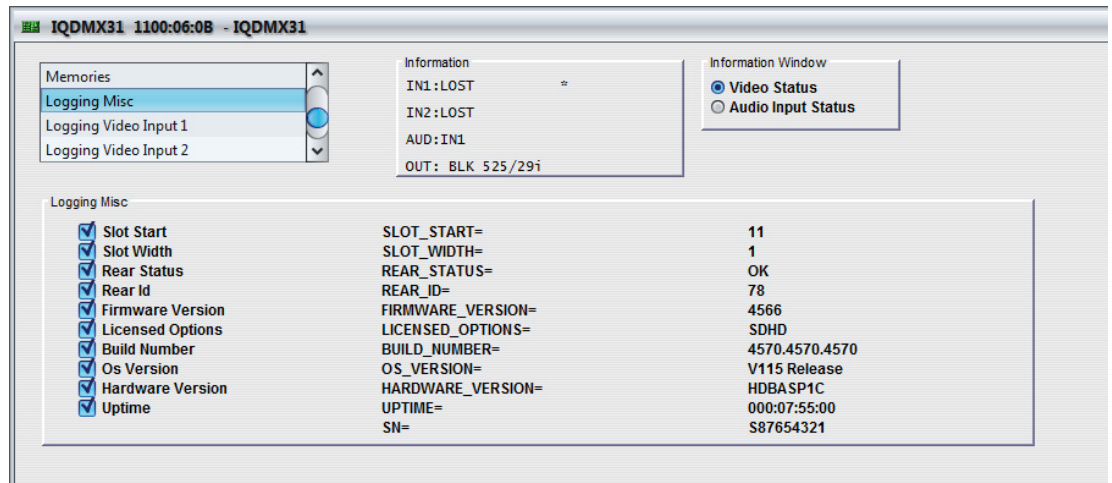 IQDMX31 1100:06:0B - IQDMX31
Memories
Logging Misc
Logging Video Input 1
Logging Video Input 2
Information
IN1:LOST *
IN2:LOST
AUD:IN1
OUT: BLK 525/29i
Information Window
Video Status
Audio Input Status
Logging Misc
Slot Start SLOT_START= 11
Slot Width SLOT_WIDTH= 1
Rear Status REAR_STATUS= OK
Rear Id REAR_ID= 78
Firmware Version FIRMWARE_VERSION= 4566
Licensed Options LICENSED_OPTIONS= SDHD
Build Number BUILD_NUMBER= 4570.4570.4570
Os Version OS_VERSION= V115 Release
Hardware Version HARDWARE_VERSION= HDBASP1C
Uptime UPTIME= 000:07:55:00
SN= S87654321